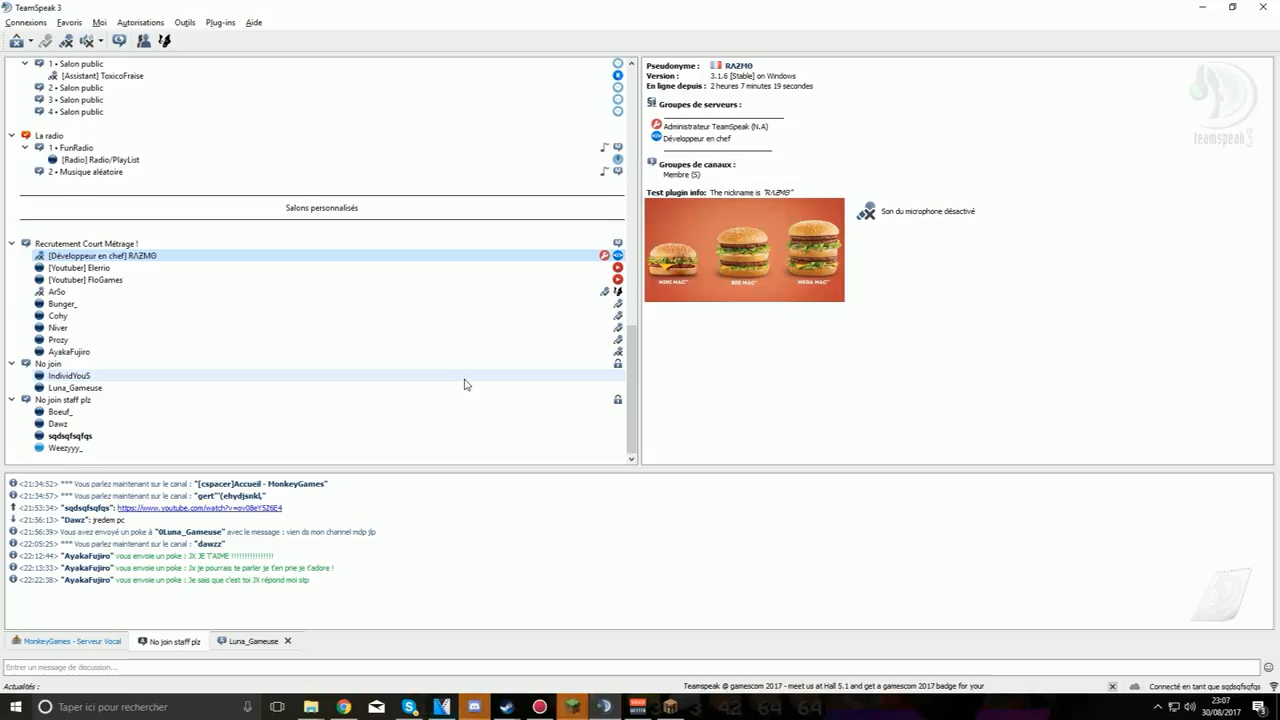 TeamSpeak 3
Connexions Favoris Moi Autorisations Outils Plug-ins Aide
1 • Salon public
[Assistant] ToxicoFraise
2 • Salon public
3 • Salon public
4 • Salon public
La radio
1 • FunRadio
[Radio] Radio/PlayList
2 • Musique aléatoire
Salons personnalisés
Recrutement Court Métrage !
[Développeur en chef] RΛZMΘ
[Youtuber] Elerrio
[Youtuber] FloGames
ArSo
Bunger_
Cohy
Niver
Prozy
AyakaFujiro
No join
IndividYouS
Luna_Gameuse
No join staff plz
Boeuf_
Dawz
sqdsqfsqfqs
Weezyyy_
Pseudonyme : RΛZMΘ
Version : 3.1.6 [Stable] on Windows
En ligne depuis : 2 heures 7 minutes 19 secondes
Groupes de serveurs :
Administrateur TeamSpeak (N.A)
Développeur en chef
Groupes de canaux :
Membre (S)
Test plugin info: The nickname is "RΛZMΘ"
MINI MAC™ BIG MAC™ MEGA MAC™
Son du microphone désactivé
teamspeak 3
<21:34:52> *** Vous parlez maintenant sur le canal : "[cspacer]Accueil - MonkeyGames"
<21:34:57> *** Vous parlez maintenant sur le canal : "gert"'(ehydjsnkl,"
<21:53:34> "sqdsqfsqfqs": https://www.youtube.com/watch?v=ov08eY5Z6E4
<21:56:13> "Dawz": jredem pc
<21:56:39> Vous avez envoyé un poke à "0Luna_Gameuse" avec le message : vien ds mon channel mdp jlp
<22:05:25> *** Vous parlez maintenant sur le canal : "dawzz"
<22:12:44> "AyakaFujiro" vous envoie un poke : JX JE T'AIME !!!!!!!!!!!!!!!!
<22:13:33> "AyakaFujiro" vous envoie un poke : Jx je pourrais te parler je t'en prie je t'adore !
<22:22:38> "AyakaFujiro" vous envoie un poke : Je sais que c'est toi JX répond moi stp
MonkeyGames - Serveur Vocal No join staff plz Luna_Gameuse
Entrer un message de discussion...
Actualités : Teamspeak @ gamescom 2017 - meet us at Hall 5.1 and get a gamescom 2017 badge for your Connecté en tant que sqdsqfsqfqs
Taper ici pour rechercher
23:07
30/08/2017